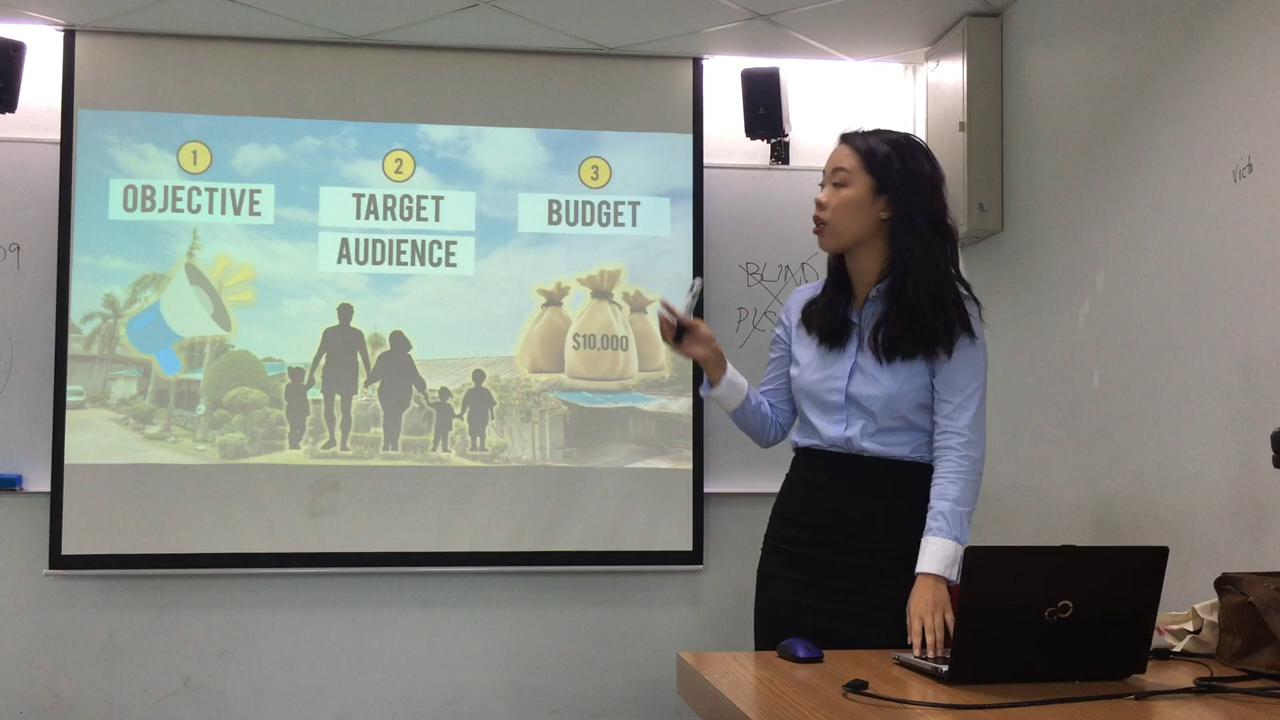 1
OBJECTIVE
2
TARGET
AUDIENCE
3
BUDGET
$10,000
BLIND